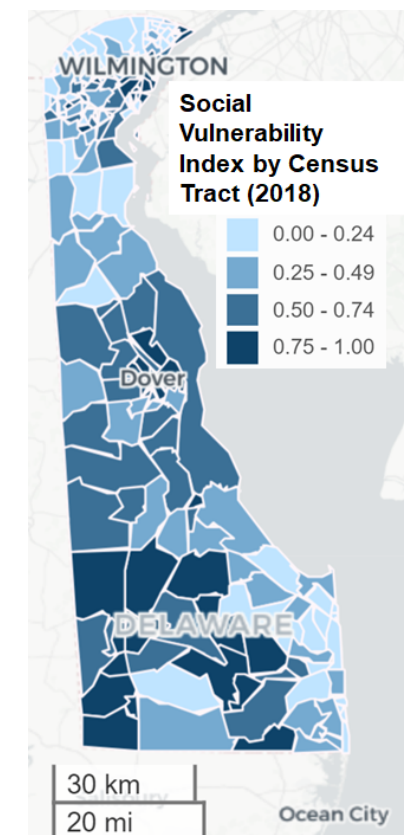 WILMINGTON
Social
Vulnerability
Index by Census
Tract (2018)
0.00 - 0.24
0.25 - 0.49
0.50 - 0.74
0.75 - 1.00
Dover
DELAWARE
30 km
20 mi
Salisbury
Ocean City